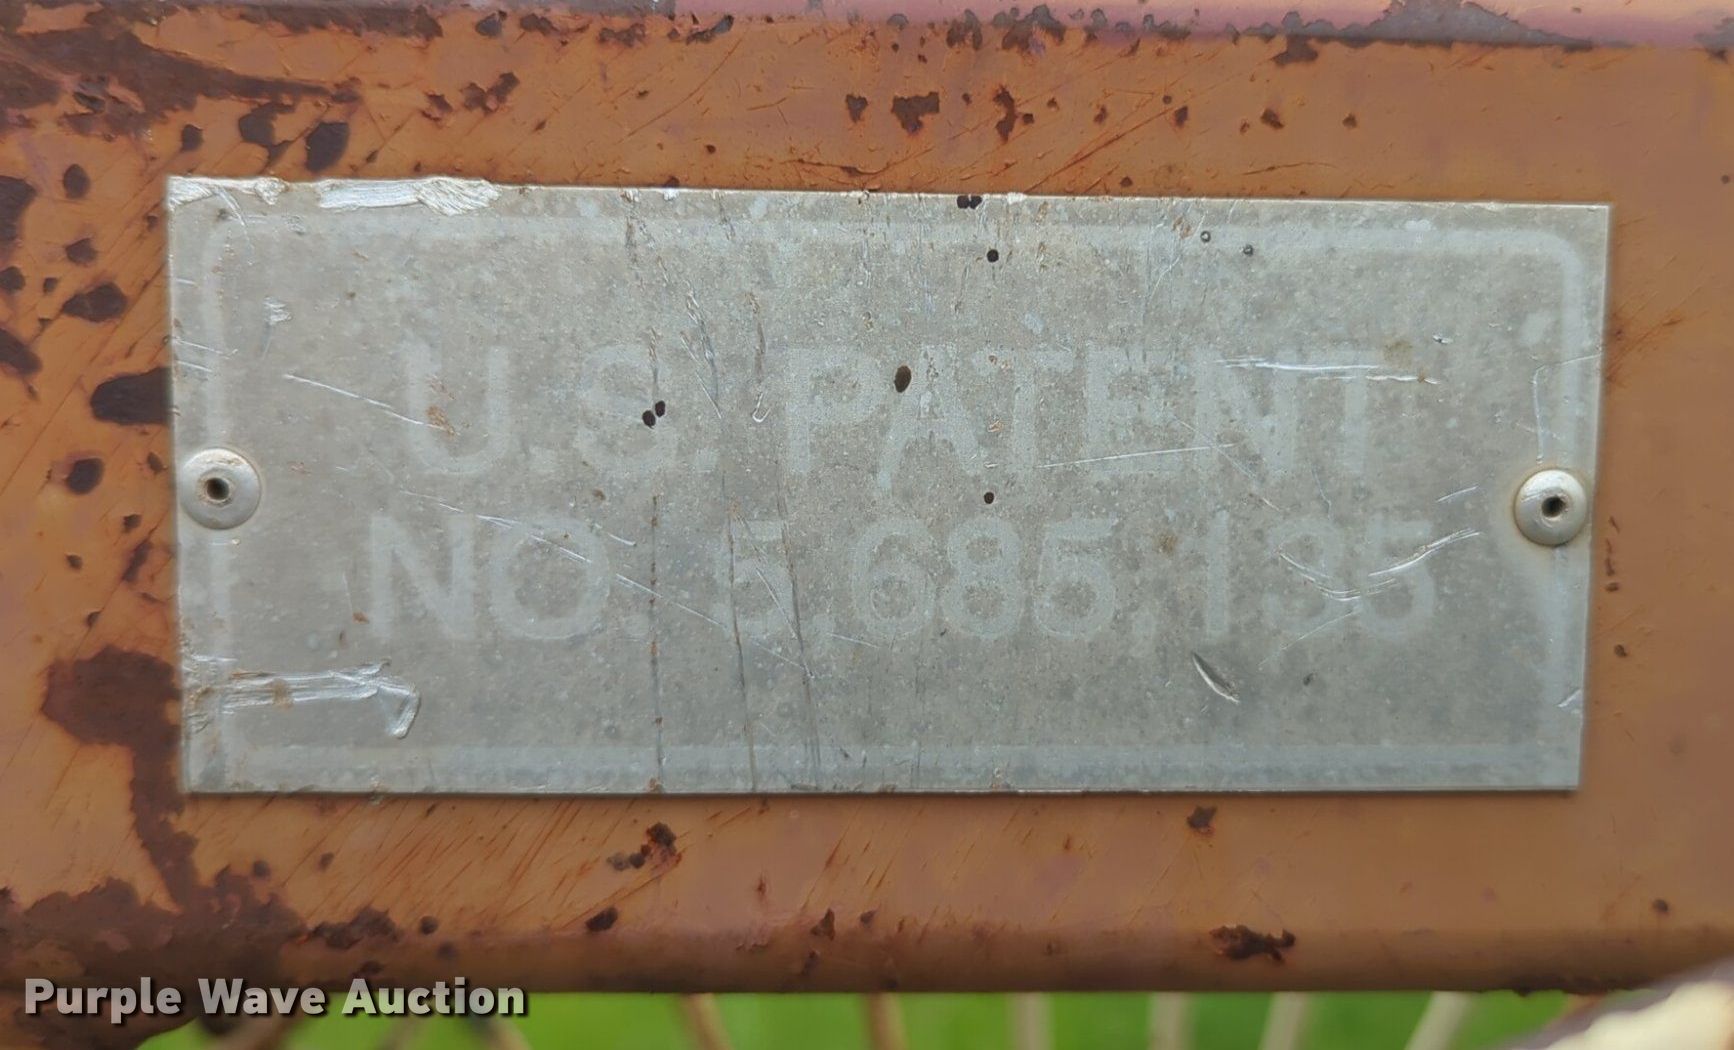 U.S. PATENT
NO. 5,685,135
Purple Wave Auction